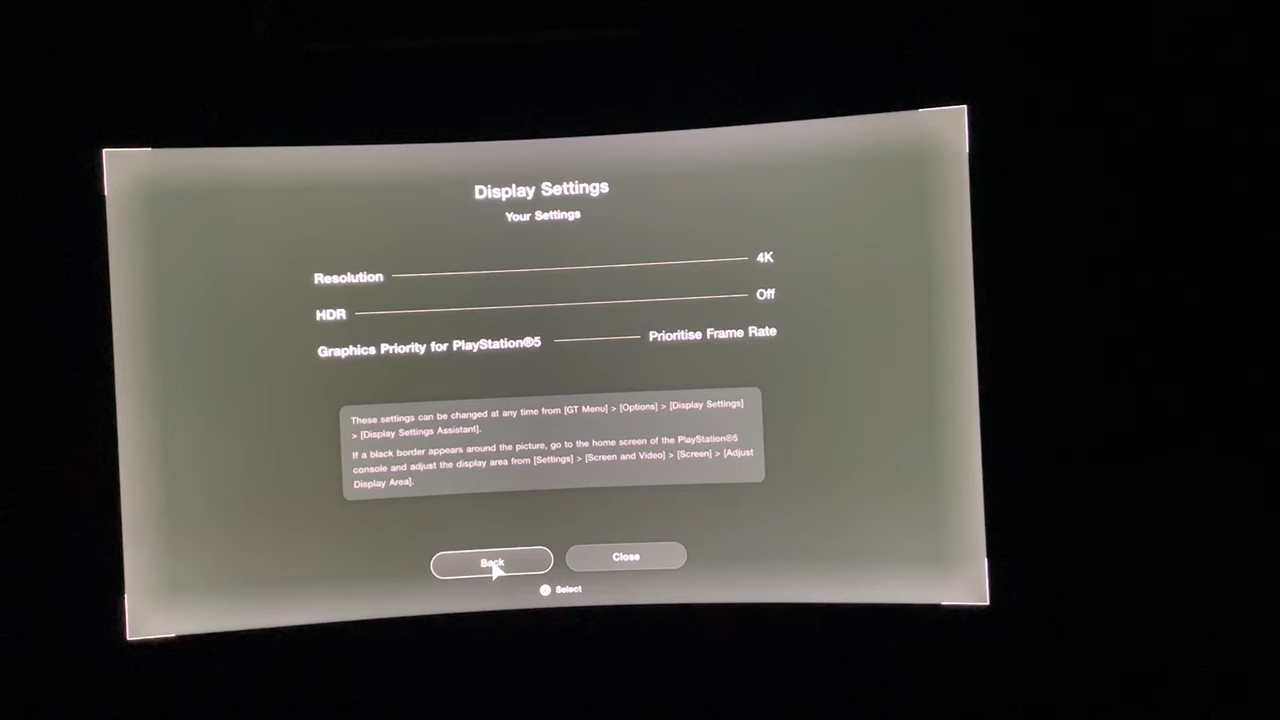 Display Settings
Your Settings
Resolution 4K
HDR Off
Graphics Priority for PlayStation®5 Prioritise Frame Rate
These settings can be changed at any time from [GT Menu] > [Options] > [Display Settings]
> [Display Settings Assistant].
If a black border appears around the picture, go to the home screen of the PlayStation®5
console and adjust the display area from [Settings] > [Screen and Video] > [Screen] > [Adjust
Display Area].
Back Close
Select